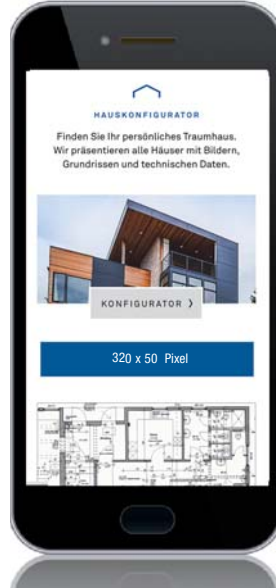 HAUSKONFIGURATOR
Finden Sie Ihr persönliches Traumhaus.
Wir präsentieren alle Häuser mit Bildern,
Grundrissen und technischen Daten.
KONFIGURATOR ❯
320 x 50 Pixel